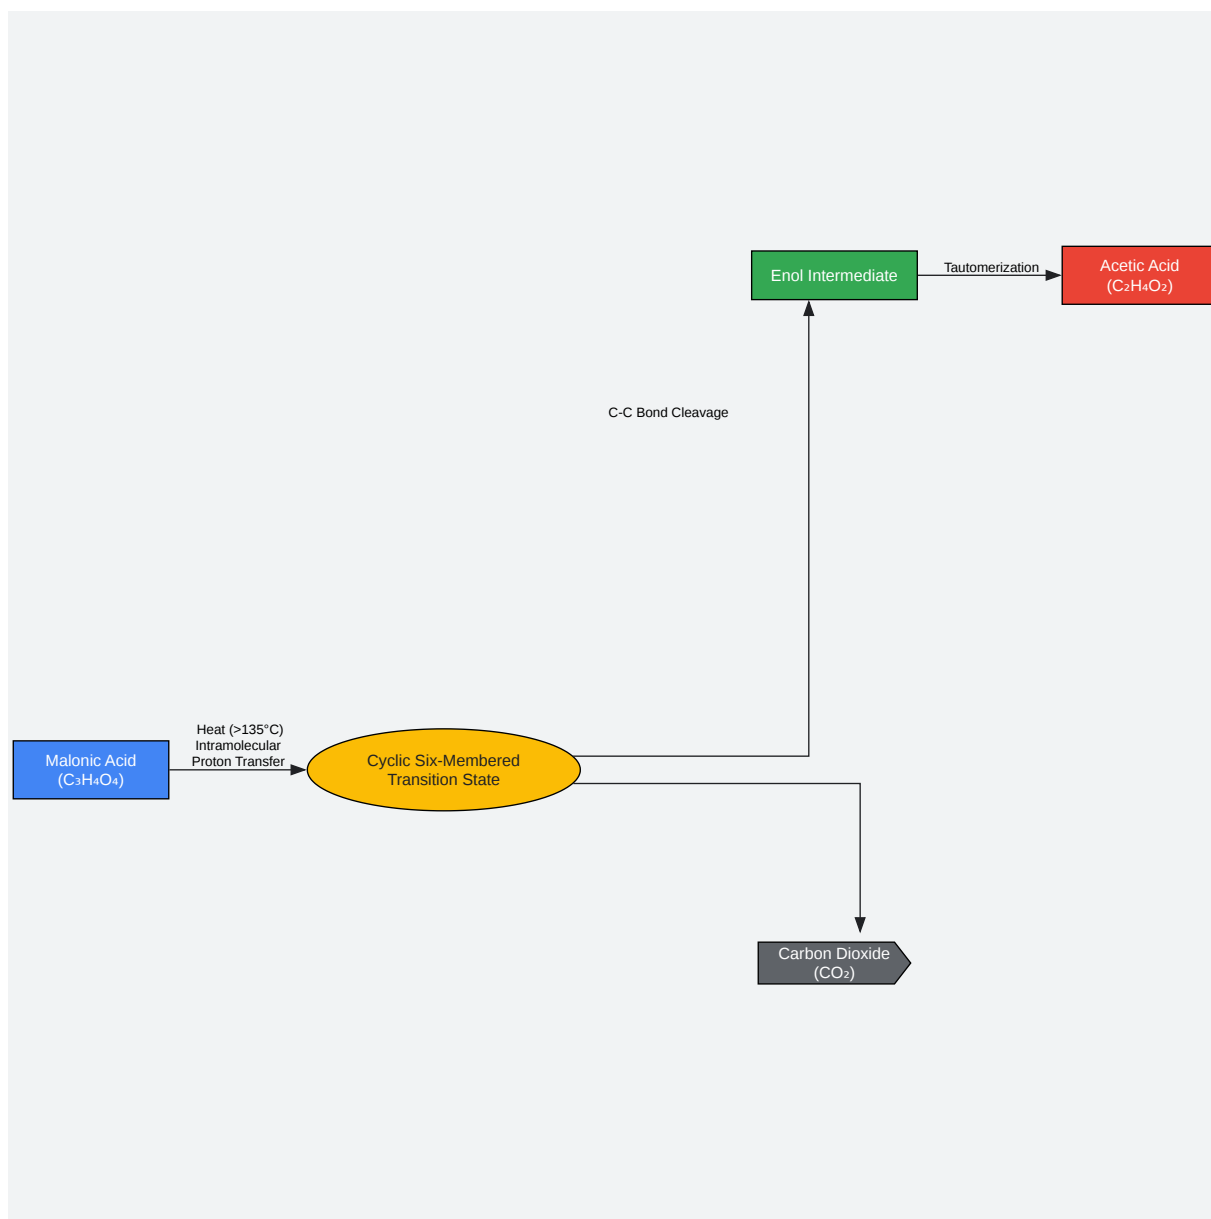 Enol Intermediate
Tautomerization
Acetic Acid
(C₂H₄O₂)
C-C Bond Cleavage
Heat (>135°C)
Intramolecular
Proton Transfer
Malonic Acid
(C₃H₄O₄)
Cyclic Six-Membered
Transition State
Carbon Dioxide
(CO₂)